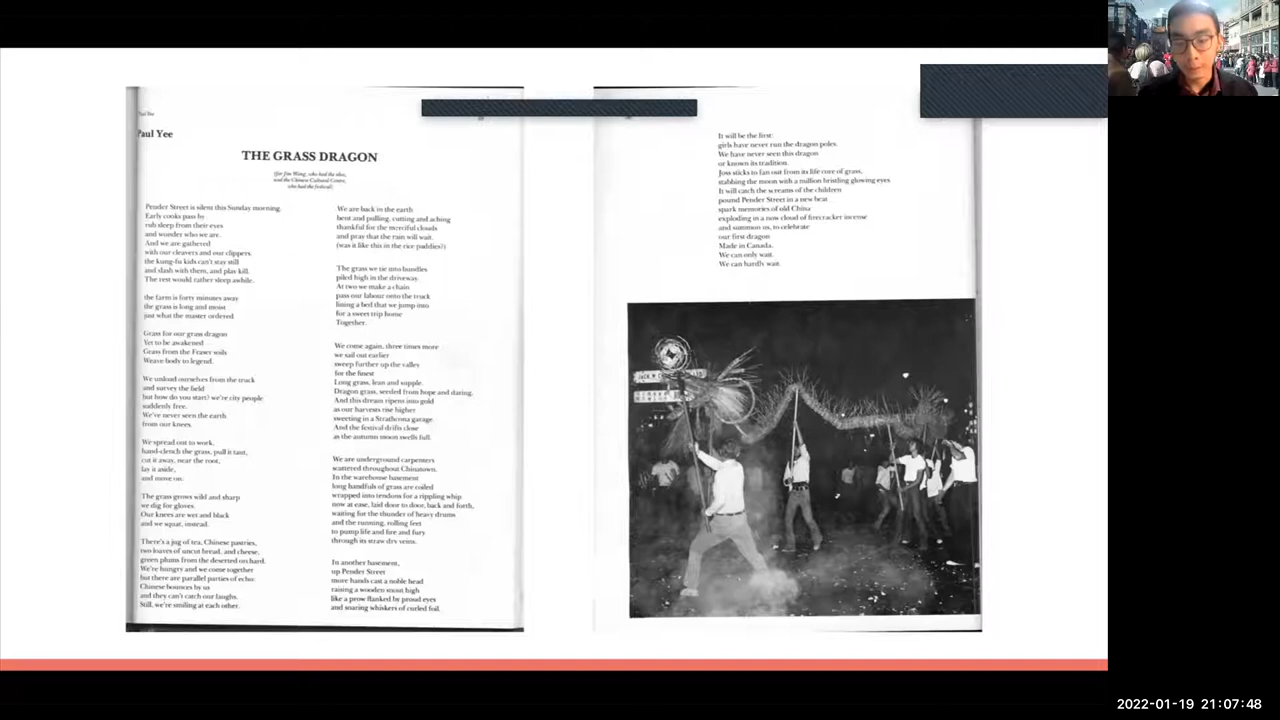 Paul Yee
THE GRASS DRAGON
(for Jim Wong, who had the idea,
and the Chinese Cultural Centre,
who had the festival)
Pender Street is silent this Sunday morning.
Early cooks pass by
rub sleep from their eyes
and wonder who we are.
And we are gathered
with our cleavers and our clippers.
the kung-fu kids can't stay still
and slash with them, and play kill.
The rest would rather sleep awhile.
the farm is forty minutes away
the grass is long and moist
just what the master ordered
Grass for our grass dragon
Yet to be awakened
Grass from the Fraser soils
Weave body to legend.
We unload ourselves from the truck
and survey the field
but how do you start? we're city people
suddenly free.
We've never seen the earth
from our knees.
We spread out to work,
hand-clench the grass, pull it taut,
cut it away, near the root,
lay it aside,
and move on.
The grass grows wild and sharp
we dig for gloves.
Our knees are wet and black
and we squat, instead.
There's a jug of tea, Chinese pastries,
two loaves of uncut bread, and cheese,
green plums from the deserted orchard.
We're hungry and we come together
but there are parallel parties of echo:
Chinese bounces by so
and they can't catch our laughs.
Still, we're smiling at each other.
We are back in the earth
bent and pulling, cutting and aching
thankful for the merciful clouds
and pray that the rain will wait.
(was it like this in the rice paddies?)
The grass we tie into bundles
piled high in the driveway.
At two we make a chain
pass our labour onto the truck
lining a bed that we jump into
for a sweet trip home
Together.
We come again, three times more
we sail out earlier
sweep further up the valley
for the finest
Long grass, lean and supple.
Dragon grass, seeded from hope and daring.
And this dream ripens into gold
as our harvests rise higher
sweeting in a Strathcona garage.
And the festival drifts close
as the autumn moon swells full.
We are underground carpenters
scattered throughout Chinatown.
In the warehouse basement
long handfuls of grass are coiled
wrapped into tendons for a rippling whip
now at ease, laid door to door, back and forth,
waiting for the thunder of heavy drums
and the running, rolling feet
to pump life and fire and fury
through its straw dry veins.
In another basement,
up Pender Street
more hands cast a noble head
raising a wooden snout high
like a prow flanked by proud eyes
and soaring whiskers of curled foil.
It will be the first:
girls have never run the dragon poles.
We have never seen this dragon
or known its tradition.
Joss sticks to fan out from its life core of grass,
stabbing the moon with a million bristling glowing eyes
It will catch the screams of the children
pound Pender Street in a new beat
spark memories of old China
exploding in a now cloud of firecracker incense
and summon us, to celebrate
our first dragon
Made in Canada.
We can only wait.
We can hardly wait
JACK W C
2022-01-19 21:07:48